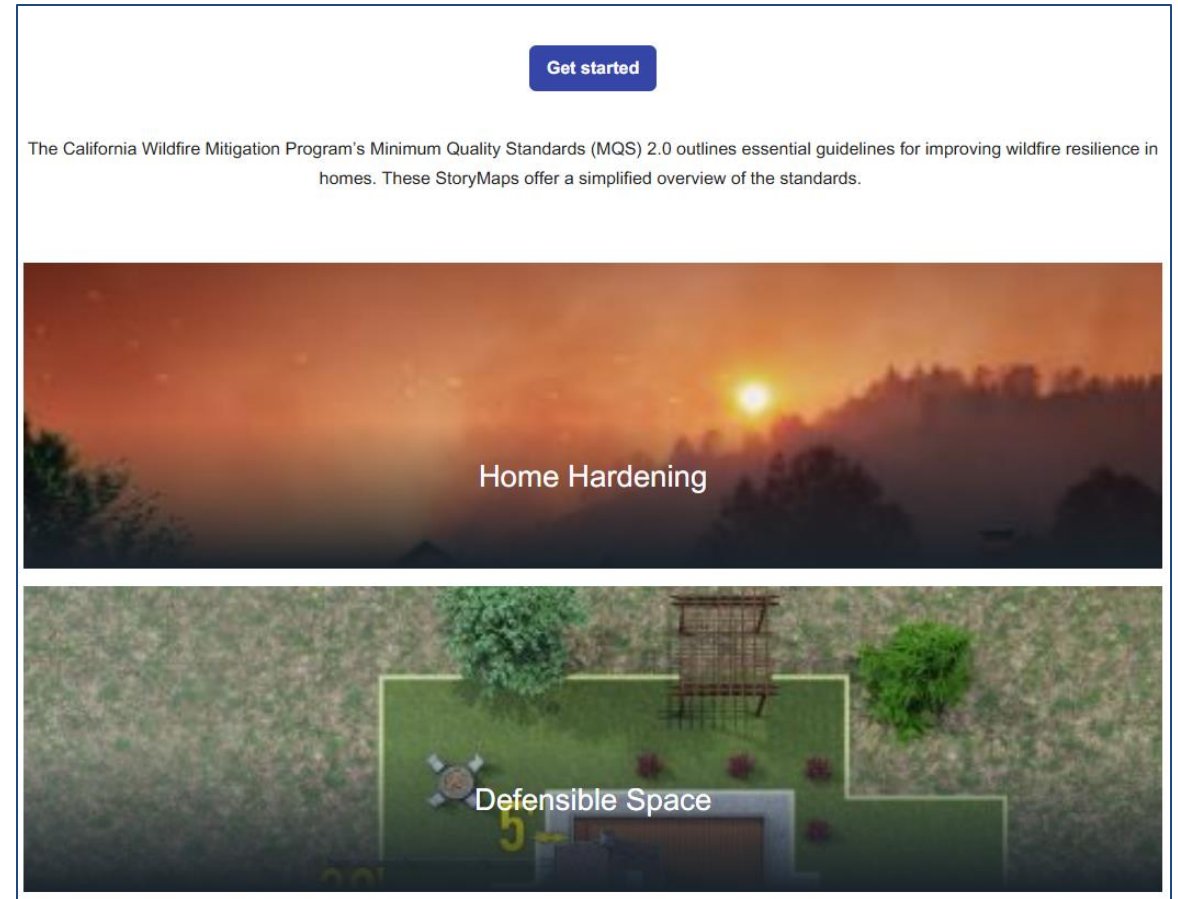 Get started
The California Wildfire Mitigation Program's Minimum Quality Standards (MQS) 2.0 outlines essential guidelines for improving wildfire resilience in
homes. These StoryMaps offer a simplified overview of the standards.
Home Hardening
Defensible Space
5'